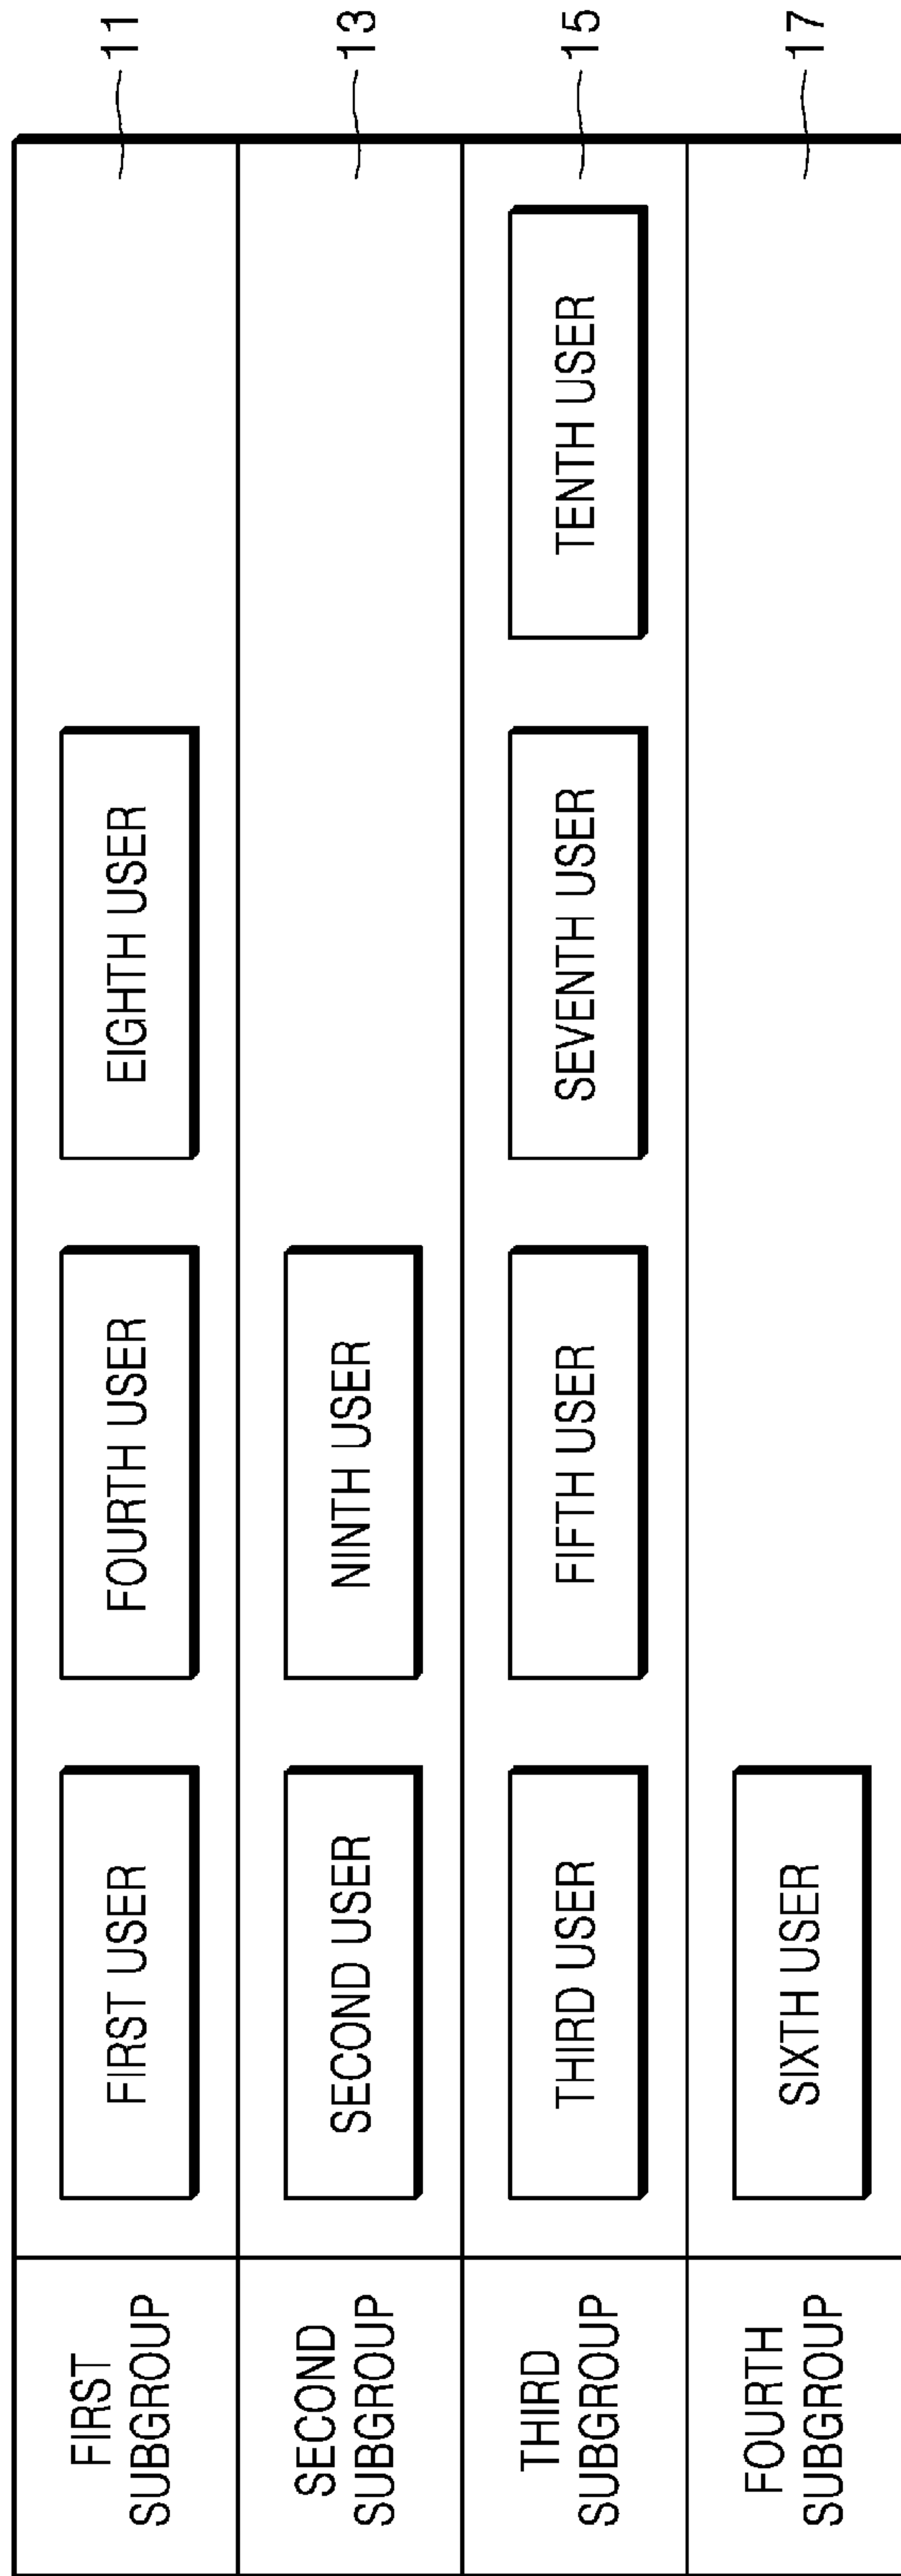 FIRST
SUBGROUP
FIRST USER
FOURTH USER
EIGHTH USER
11
SECOND
SUBGROUP
SECOND USER
NINTH USER
13
THIRD
SUBGROUP
THIRD USER
FIFTH USER
SEVENTH USER
TENTH USER
15
FOURTH
SUBGROUP
SIXTH USER
17